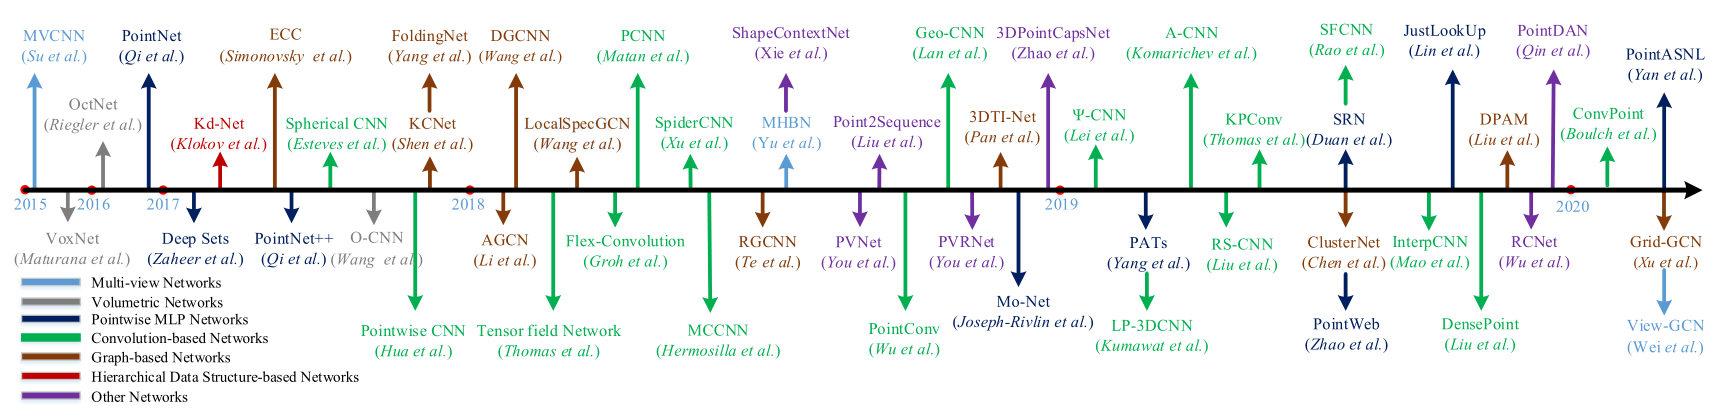 MVCNN
(Su et al.)
OctNet
(Riegler et al.)
PointNet
(Qi et al.)
Kd-Net
(Klokov et al.)
ECC
(Simonovsky et al.)
Spherical CNN
(Esteves et al.)
FoldingNet
(Yang et al.)
KCNet
(Shen et al.)
DGCNN
(Wang et al.)
LocalSpecGCN
(Wang et al.)
PCNN
(Matan et al.)
SpiderCNN
(Xu et al.)
ShapeContextNet
(Xie et al.)
MHBN
(Yu et al.)
Point2Sequence
(Liu et al.)
Geo-CNN
(Lan et al.)
3DTI-Net
(Pan et al.)
3DPointCapsNet
(Zhao et al.)
Ψ-CNN
(Lei et al.)
A-CNN
(Komarichev et al.)
KPConv
(Thomas et al.)
SFCNN
(Rao et al.)
SRN
(Duan et al.)
JustLookUp
(Lin et al.)
DPAM
(Liu et al.)
PointDAN
(Qin et al.)
ConvPoint
(Boulch et al.)
PointASNL
(Yan et al.)
2015
2016
2017
2018
2019
2020
VoxNet
(Maturana et al.)
Deep Sets
(Zaheer et al.)
PointNet++
(Qi et al.)
O-CNN
(Wang et al.)
Pointwise CNN
(Hua et al.)
AGCN
(Li et al.)
Tensor field Network
(Thomas et al.)
Flex-Convolution
(Groh et al.)
MCCNN
(Hermosilla et al.)
RGCNN
(Te et al.)
PVNet
(You et al.)
PointConv
(Wu et al.)
PVRNet
(You et al.)
Mo-Net
(Joseph-Rivlin et al.)
PATs
(Yang et al.)
LP-3DCNN
(Kumawat et al.)
RS-CNN
(Liu et al.)
ClusterNet
(Chen et al.)
PointWeb
(Zhao et al.)
InterpCNN
(Mao et al.)
DensePoint
(Liu et al.)
RCNet
(Wu et al.)
Grid-GCN
(Xu et al.)
View-GCN
(Wei et al.)
Multi-view Networks
Volumetric Networks
Pointwise MLP Networks
Convolution-based Networks
Graph-based Networks
Hierarchical Data Structure-based Networks
Other Networks